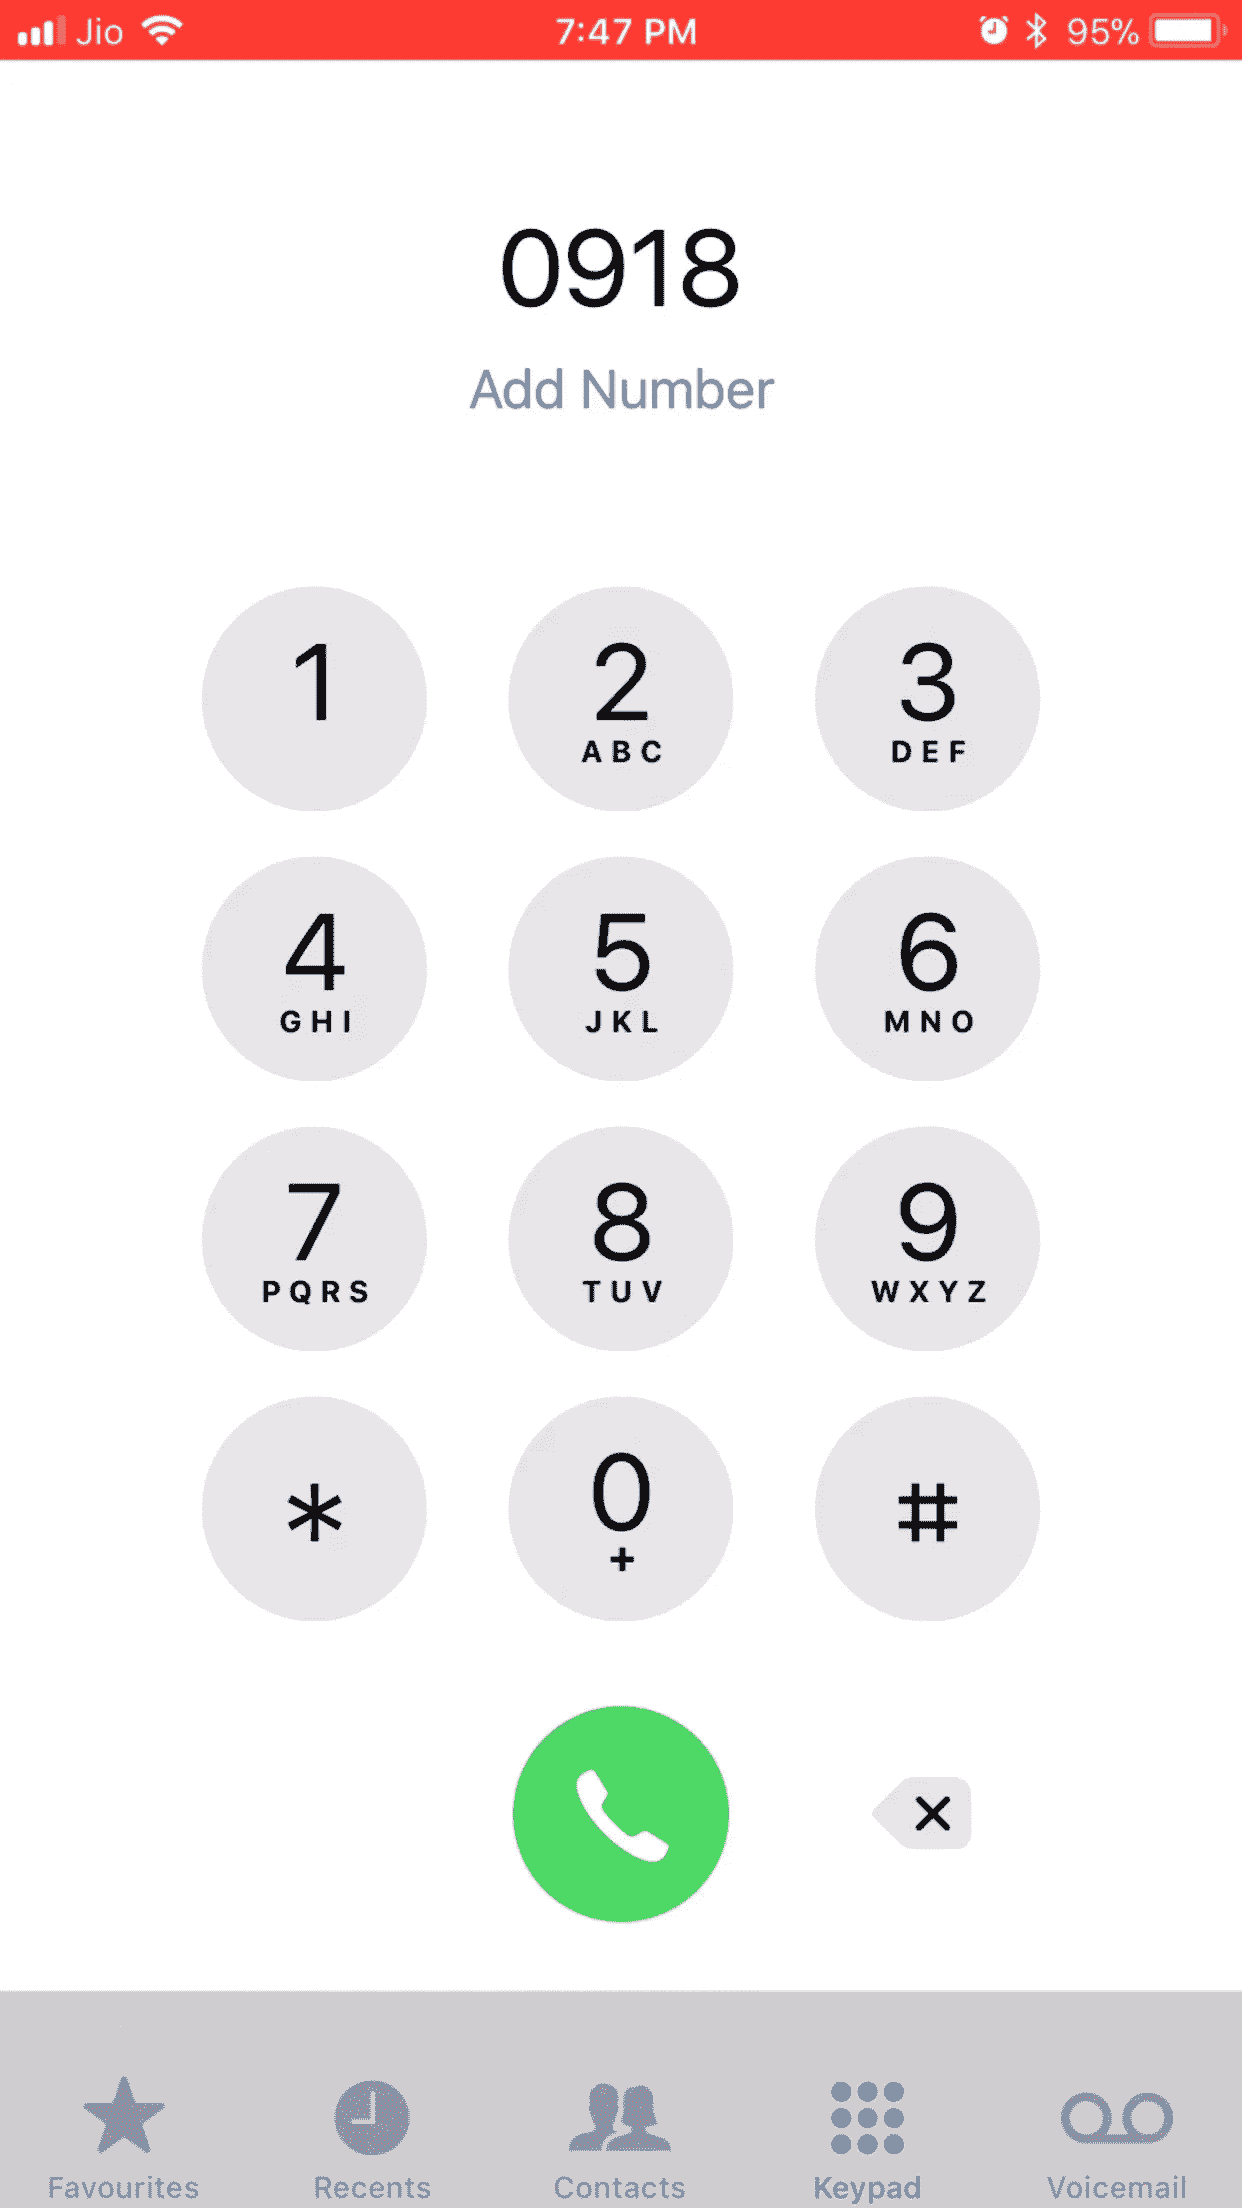 Jio 7:47 PM 95%
0918
Add Number
1 2 3
ABC DEF
4 5 6
GHI JKL MNO
7 8 9
PQRS TUV WXYZ
* 0 #
+
Favourites Recents Contacts Keypad Voicemail